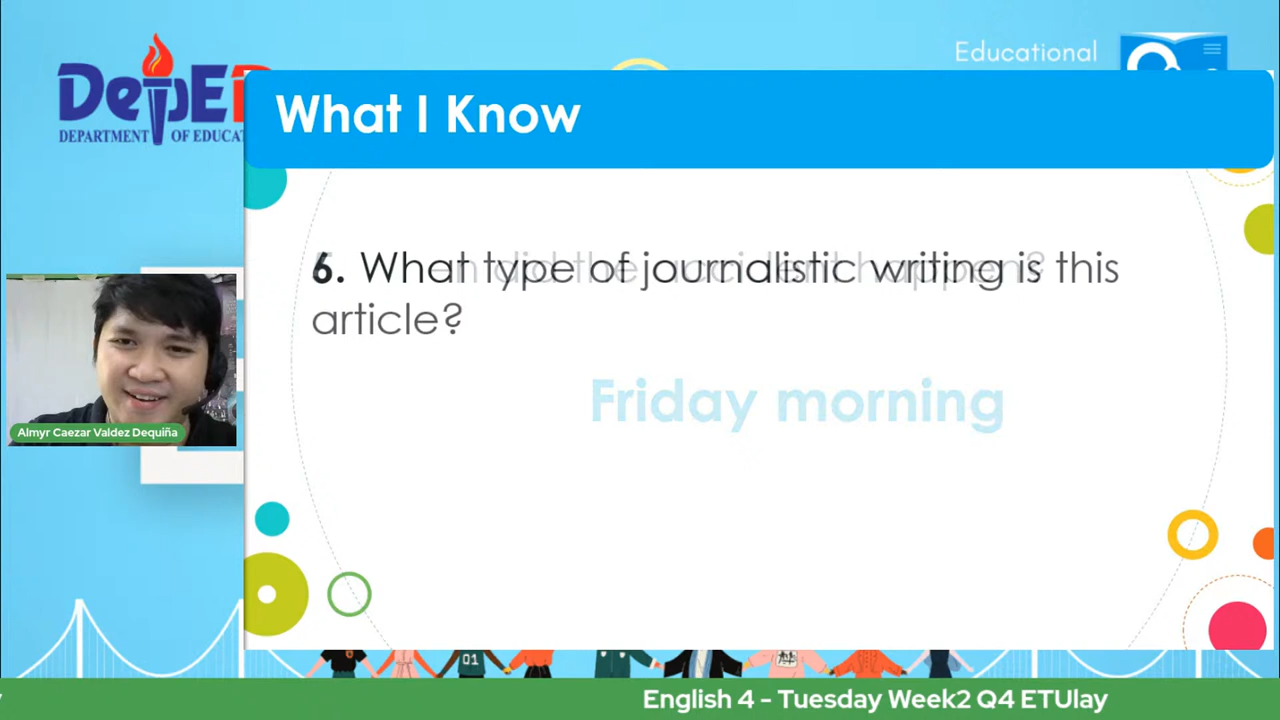 Educational
DepED
DEPARTMENT OF EDUCAT
What I Know
6. What type of journalistic writing is this
article?
Friday morning
Almyr Caezar Valdez Dequiña
01
English 4 - Tuesday Week2 Q4 ETUlay